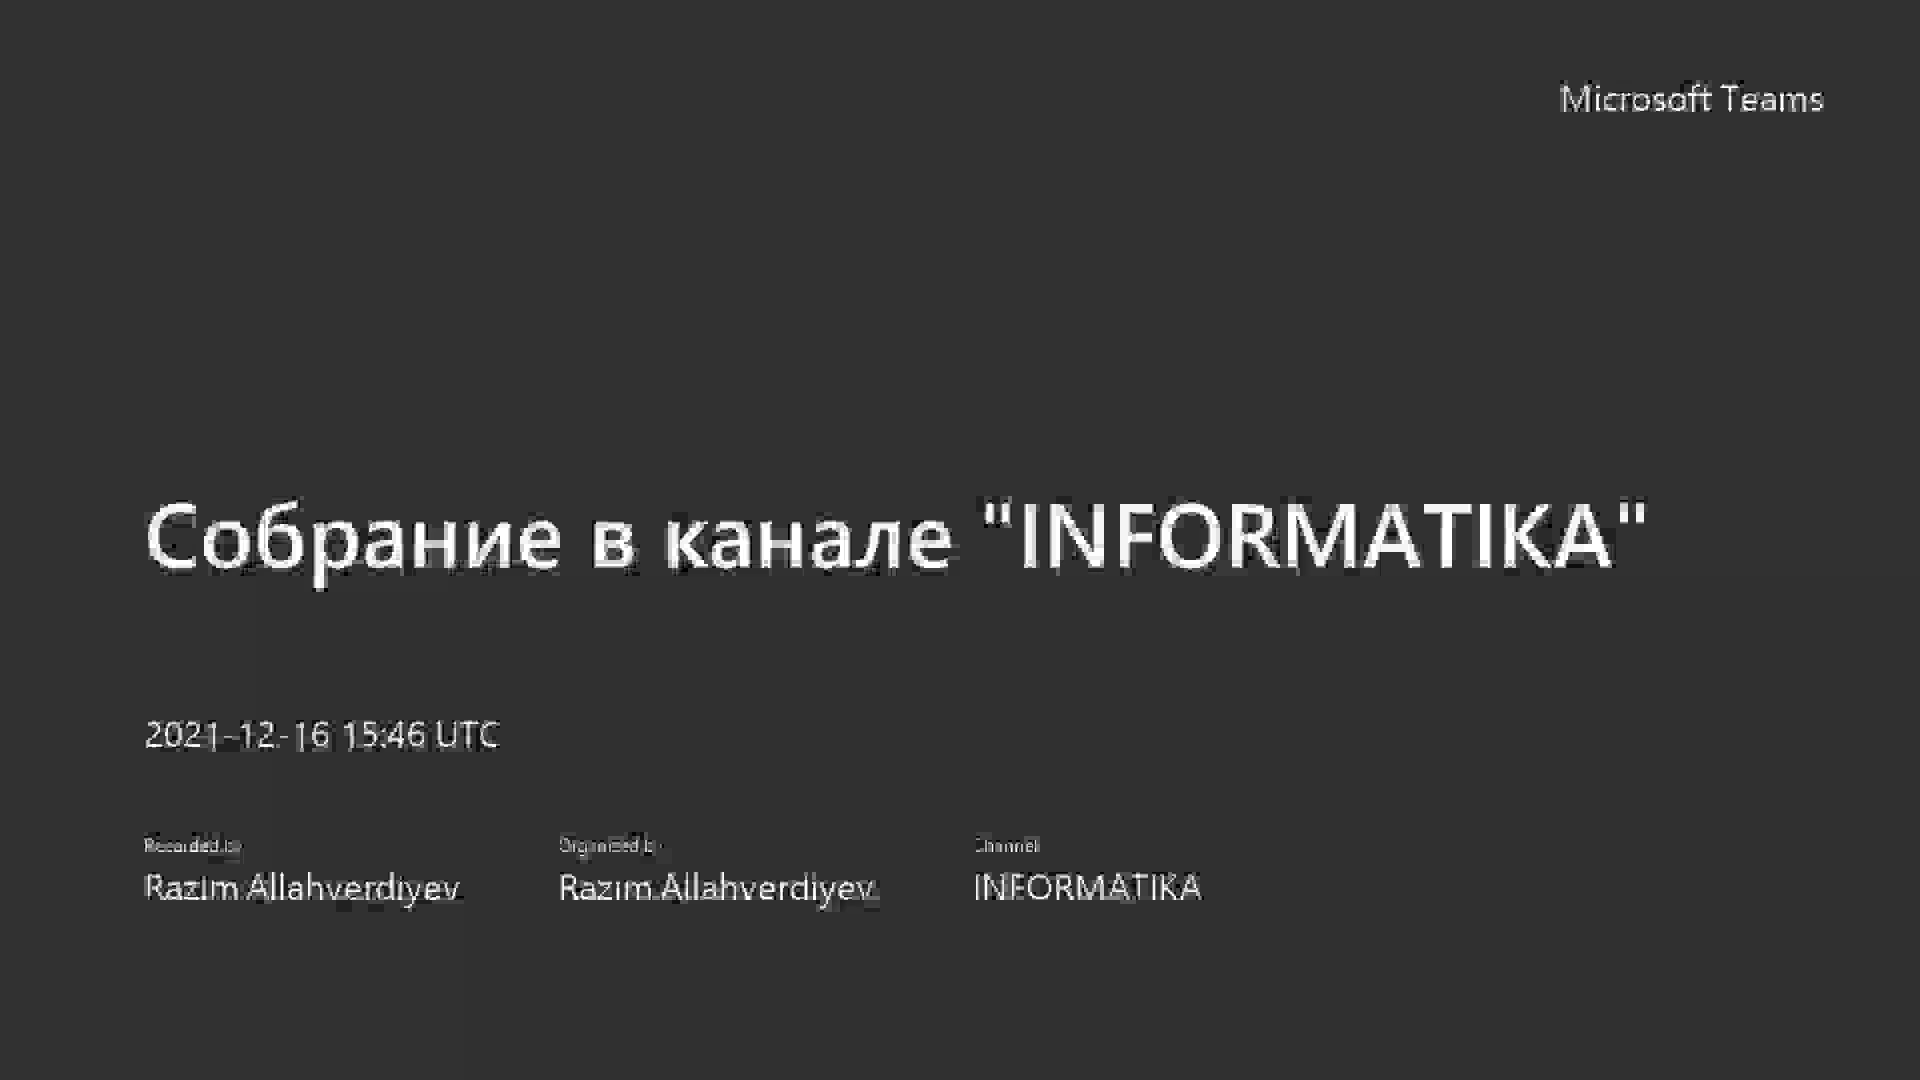 Microsoft Teams
Собрание в канале "INFORMATIKA"
2021-12-16 15:46 UTC
Recorded by Organized by Channel
Razim Allahverdiyev Razim Allahverdiyev INFORMATIKA